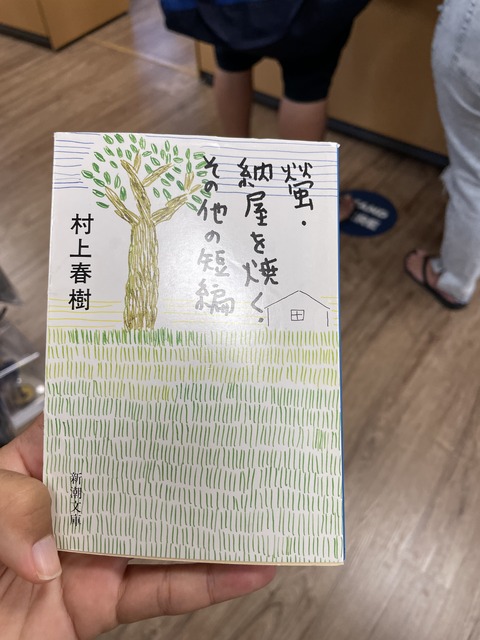 螢・
納屋を焼く・
その他の短編
村上春樹
新潮文庫